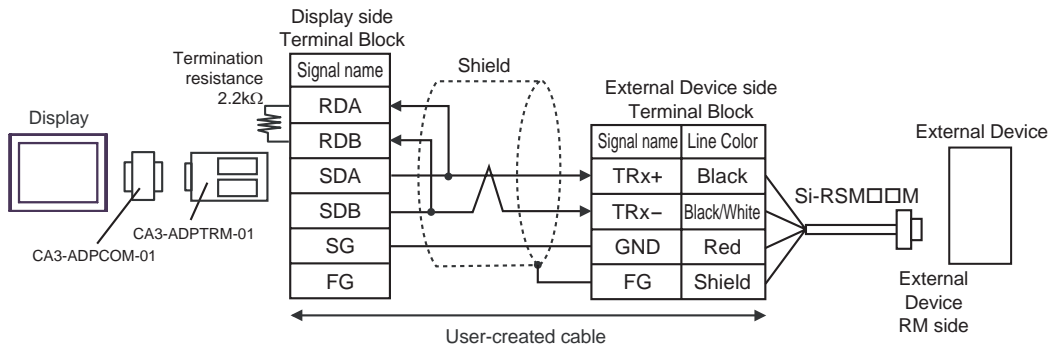 Display side
Terminal Block
Termination
resistance
2.2kΩ
Shield
External Device side
Terminal Block
Display
External Device
Signal name
RDA
RDB
SDA
SDB
SG
FG
Signal name Line Color
TRx+ Black
TRx− Black/White
GND Red
FG Shield
Si-RSM□□M
CA3-ADPTRM-01
CA3-ADPCOM-01
External
Device
RM side
User-created cable